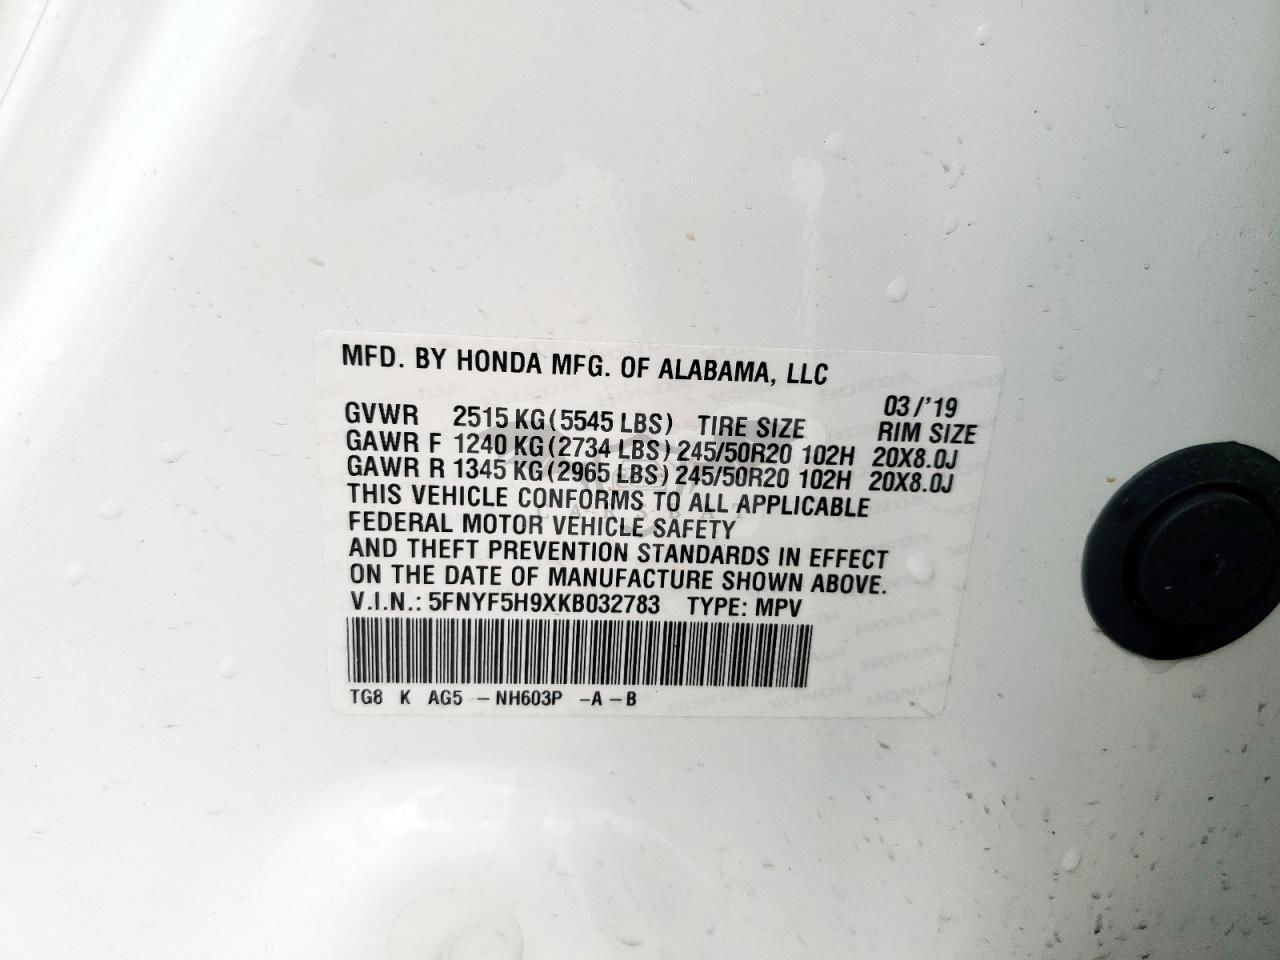 MFD. BY HONDA MFG. OF ALABAMA, LLC
03/'19
GVWR 2515 KG (5545 LBS) TIRE SIZE RIM SIZE
GAWR F 1240 KG (2734 LBS) 245/50R20 102H 20X8.0J
GAWR R 1345 KG (2965 LBS) 245/50R20 102H 20X8.0J
THIS VEHICLE CONFORMS TO ALL APPLICABLE
FEDERAL MOTOR VEHICLE SAFETY
AND THEFT PREVENTION STANDARDS IN EFFECT
ON THE DATE OF MANUFACTURE SHOWN ABOVE.
V.I.N.: 5FNYF5H9XKB032783 TYPE: MPV
TG8 K AG5 – NH603P -A – B